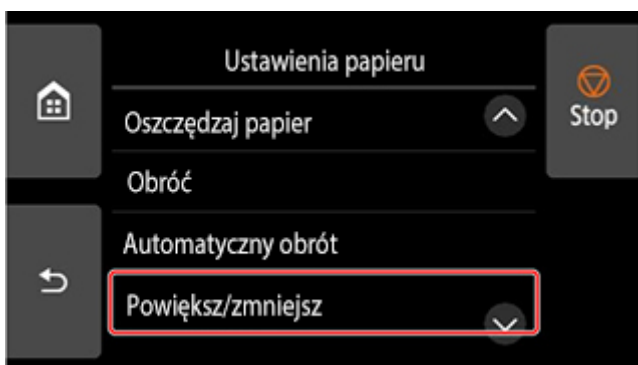 Ustawienia papieru
Stop
Oszczędzaj papier
Obróć
Automatyczny obrót
Powiększ/zmniejsz